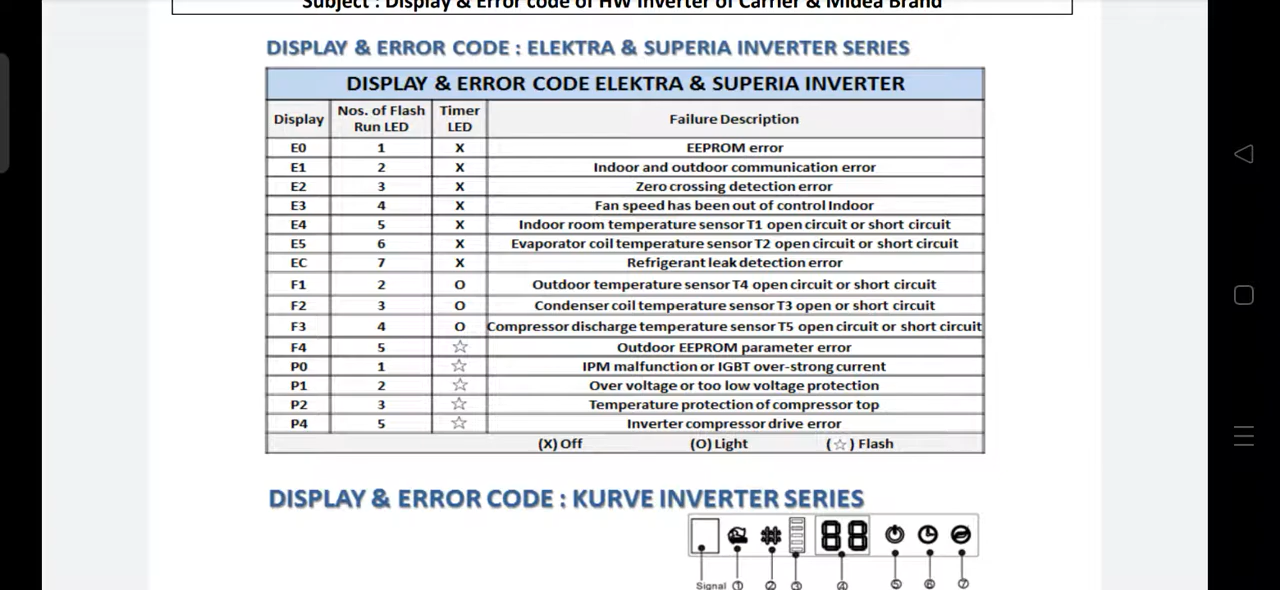 Subject : Display & Error code of HW Inverter of Carrier & Midea Brand
DISPLAY & ERROR CODE : ELEKTRA & SUPERIA INVERTER SERIES
DISPLAY & ERROR CODE ELEKTRA & SUPERIA INVERTER
Display Nos. of Flash Run LED Timer LED Failure Description
E0 1 X EEPROM error
E1 2 X Indoor and outdoor communication error
E2 3 X Zero crossing detection error
E3 4 X Fan speed has been out of control Indoor
E4 5 X Indoor room temperature sensor T1 open circuit or short circuit
E5 6 X Evaporator coil temperature sensor T2 open circuit or short circuit
EC 7 X Refrigerant leak detection error
F1 2 O Outdoor temperature sensor T4 open circuit or short circuit
F2 3 O Condenser coil temperature sensor T3 open or short circuit
F3 4 O Compressor discharge temperature sensor T5 open circuit or short circuit
F4 5 ☆ Outdoor EEPROM parameter error
P0 1 ☆ IPM malfunction or IGBT over-strong current
P1 2 ☆ Over voltage or too low voltage protection
P2 3 ☆ Temperature protection of compressor top
P4 5 ☆ Inverter compressor drive error
(X) Off (O) Light (☆) Flash
DISPLAY & ERROR CODE : KURVE INVERTER SERIES
88
Signal ① ② ③ ④ ⑤ ⑥ ⑦